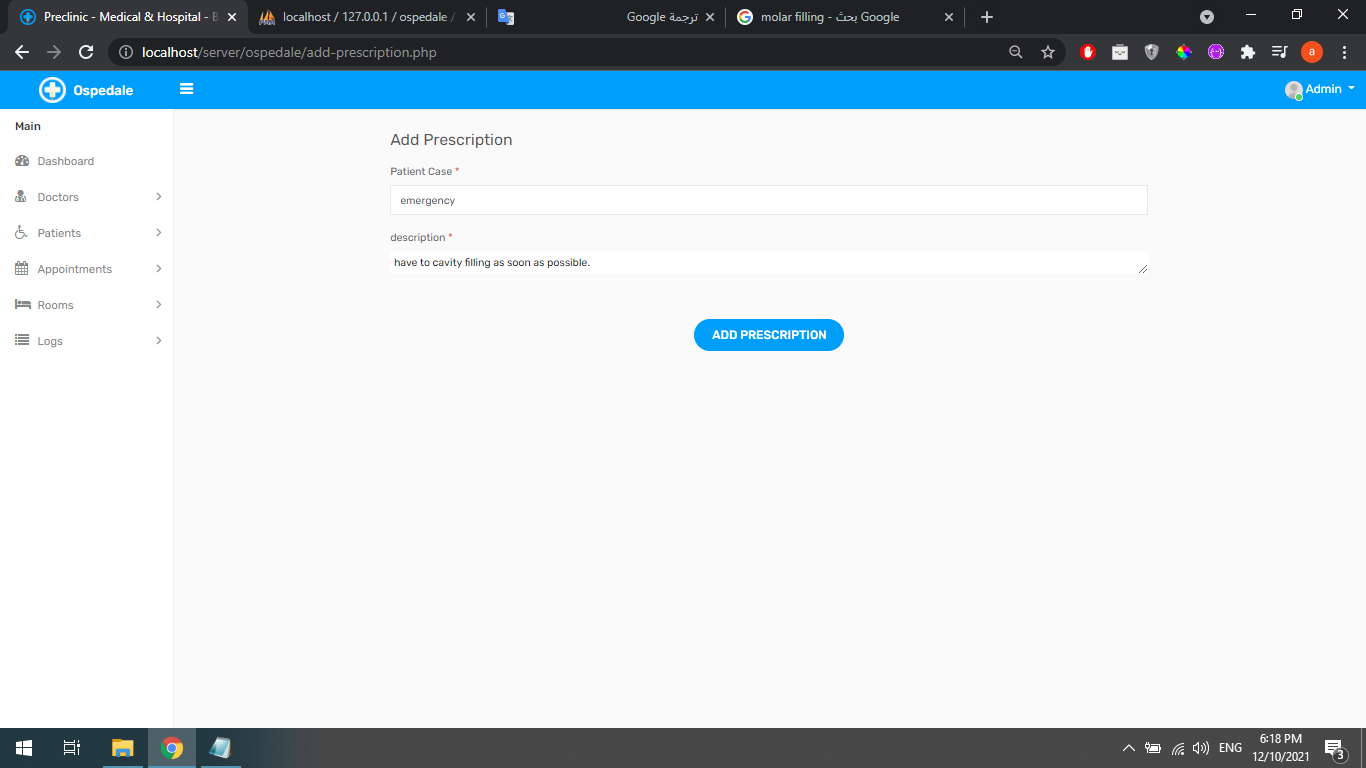 Preclinic - Medical & Hospital - B
localhost / 127.0.0.1 / ospedale /
ترجمة Google
molar filling - بحث Google
localhost/server/ospedale/add-prescription.php
a
Ospedale
Admin
Main
Dashboard
Doctors
Patients
Appointments
Rooms
Logs
Add Prescription
Patient Case *
emergency
description *
have to cavity filling as soon as possible.
ADD PRESCRIPTION
ENG
6:18 PM
12/10/2021
3